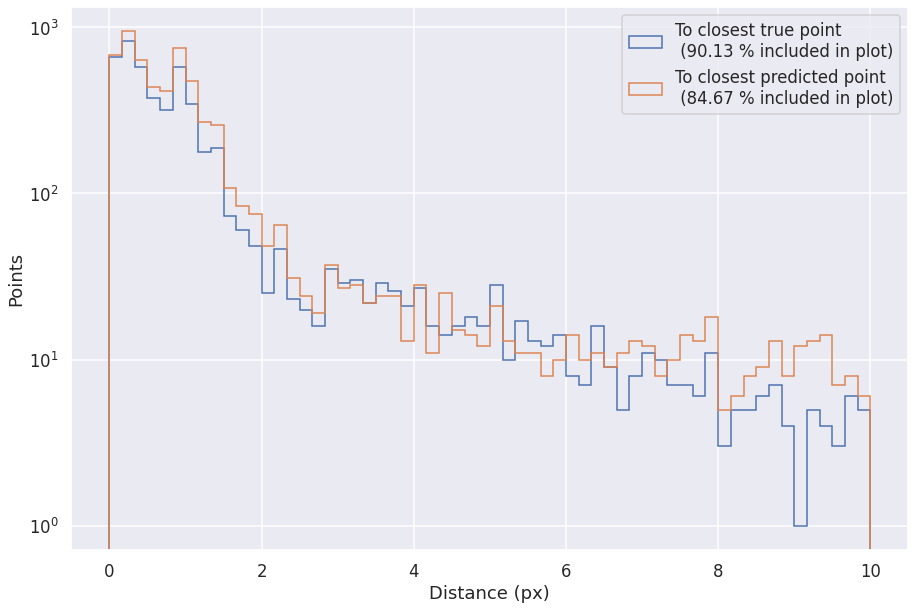 To closest true point
(90.13 % included in plot)
To closest predicted point
(84.67 % included in plot)
10³
10²
10¹
10⁰
Points
0 2 4 6 8 10
Distance (px)